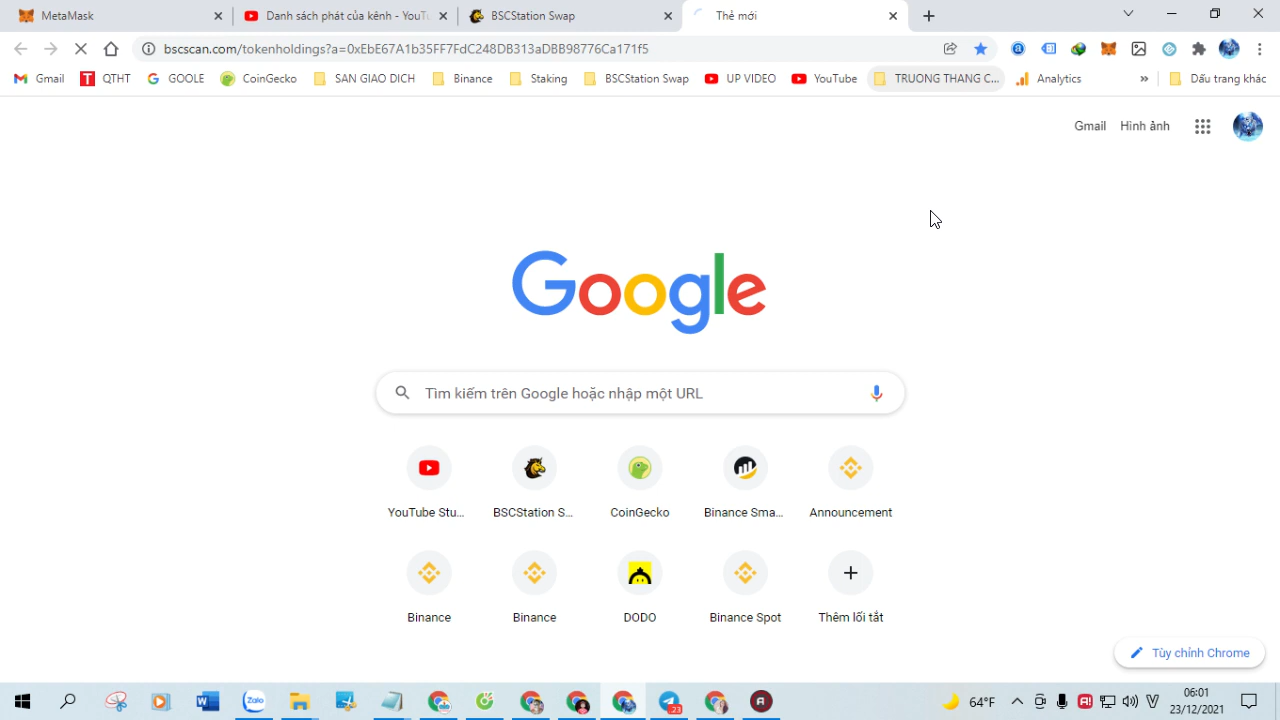 MetaMask
Danh sách phát của kênh - YouT
BSCStation Swap
Thẻ mới
bscscan.com/tokenholdings?a=0xEbE67A1b35FF7FdC248DB313aDBB98776Ca171f5
Gmail
QTHT
GOOLE
CoinGecko
SAN GIAO DICH
Binance
Staking
BSCStation Swap
UP VIDEO
YouTube
TRUONG THANG C...
Analytics
»
Dấu trang khác
Gmail
Hình ảnh
Google
Tìm kiếm trên Google hoặc nhập một URL
YouTube Stu...
BSCStation S...
CoinGecko
Binance Sma...
Announcement
Binance
Binance
DODO
Binance Spot
Thêm lối tắt
Tùy chỉnh Chrome
Zalo
23
64°F
06:01
23/12/2021